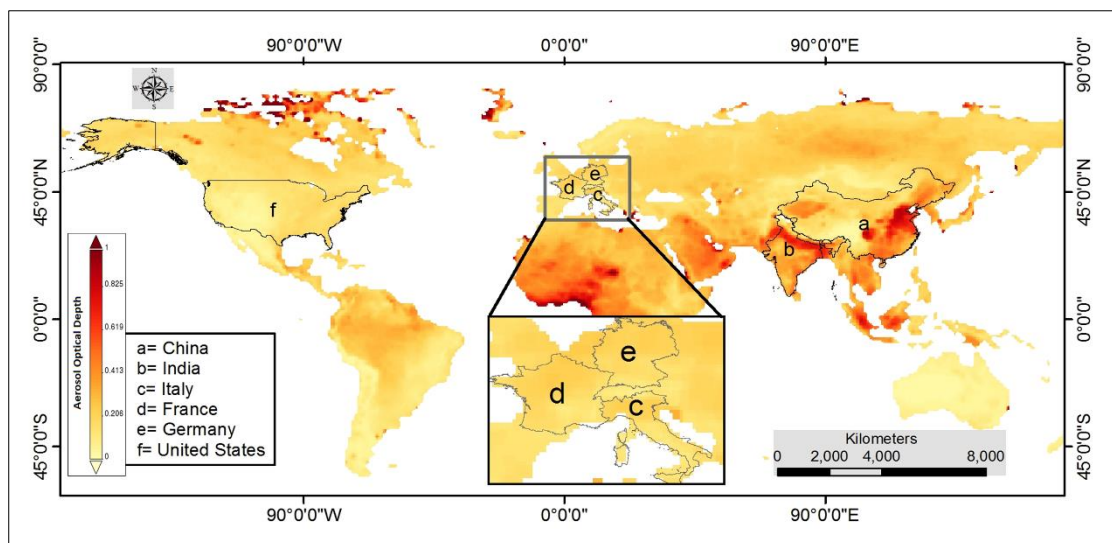 90°0'0"W 0°0'0" 90°0'0"E
90°0'0"N 90°0'0"N
N
W E
S
45°0'0"N 45°0'0"N
e
d
c
f
a
b
Aerosol Optical Depth
1
0.825
0.619
0.413
0.206
0
0°0'0" 0°0'0"
a= China
b= India
c= Italy
d= France
e= Germany
f= United States
e
d
c
Kilometers
0 2,000 4,000 8,000
45°0'0"S 45°0'0"S
90°0'0"W 0°0'0" 90°0'0"E